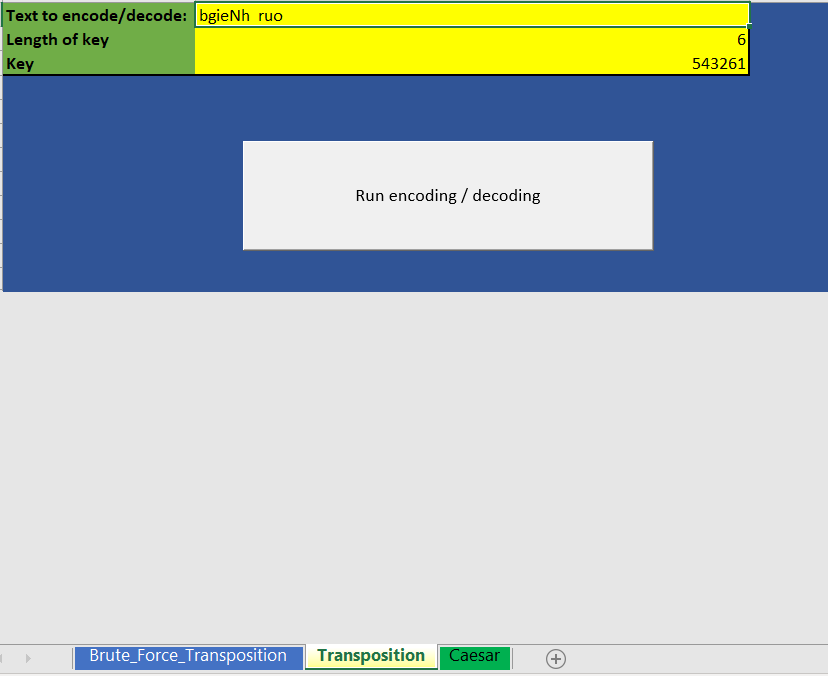 Text to encode/decode: bgieNh  ruo
Length of key 6
Key 543261
Run encoding / decoding
Brute_Force_Transposition Transposition Caesar